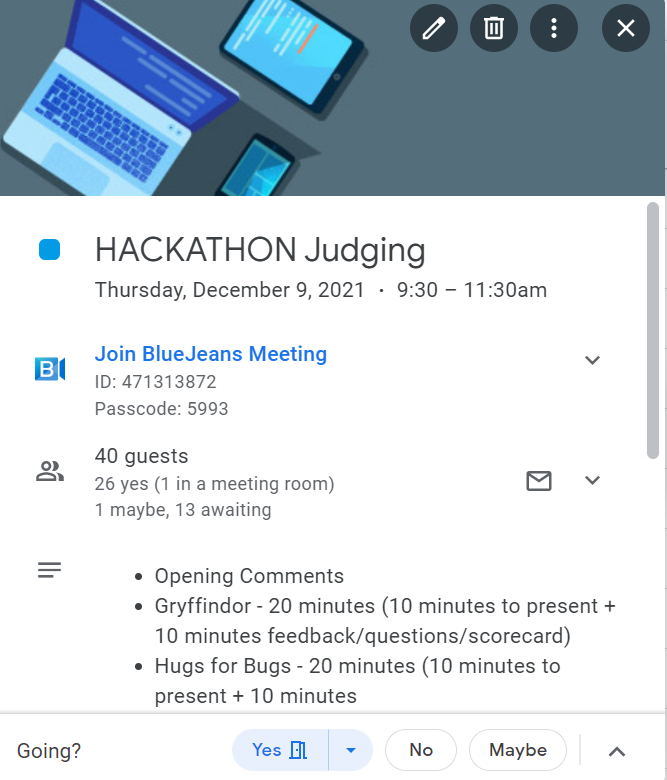 HACKATHON Judging
Thursday, December 9, 2021 · 9:30 – 11:30am
B
Join BlueJeans Meeting
ID: 471313872
Passcode: 5993
40 guests
26 yes (1 in a meeting room)
1 maybe, 13 awaiting
• Opening Comments
• Gryffindor - 20 minutes (10 minutes to present +
10 minutes feedback/questions/scorecard)
• Hugs for Bugs - 20 minutes (10 minutes to
present + 10 minutes
Going?
Yes
No
Maybe